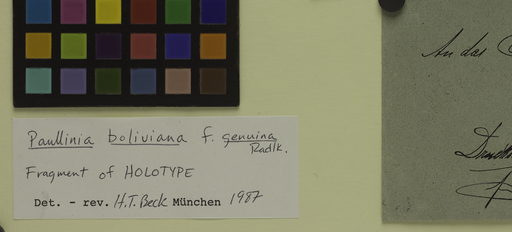 Paullinia boliviana f. genuina
Radlk.
Fragment of HOLOTYPE
Det. - rev. H.T. Beck München 1987
An das